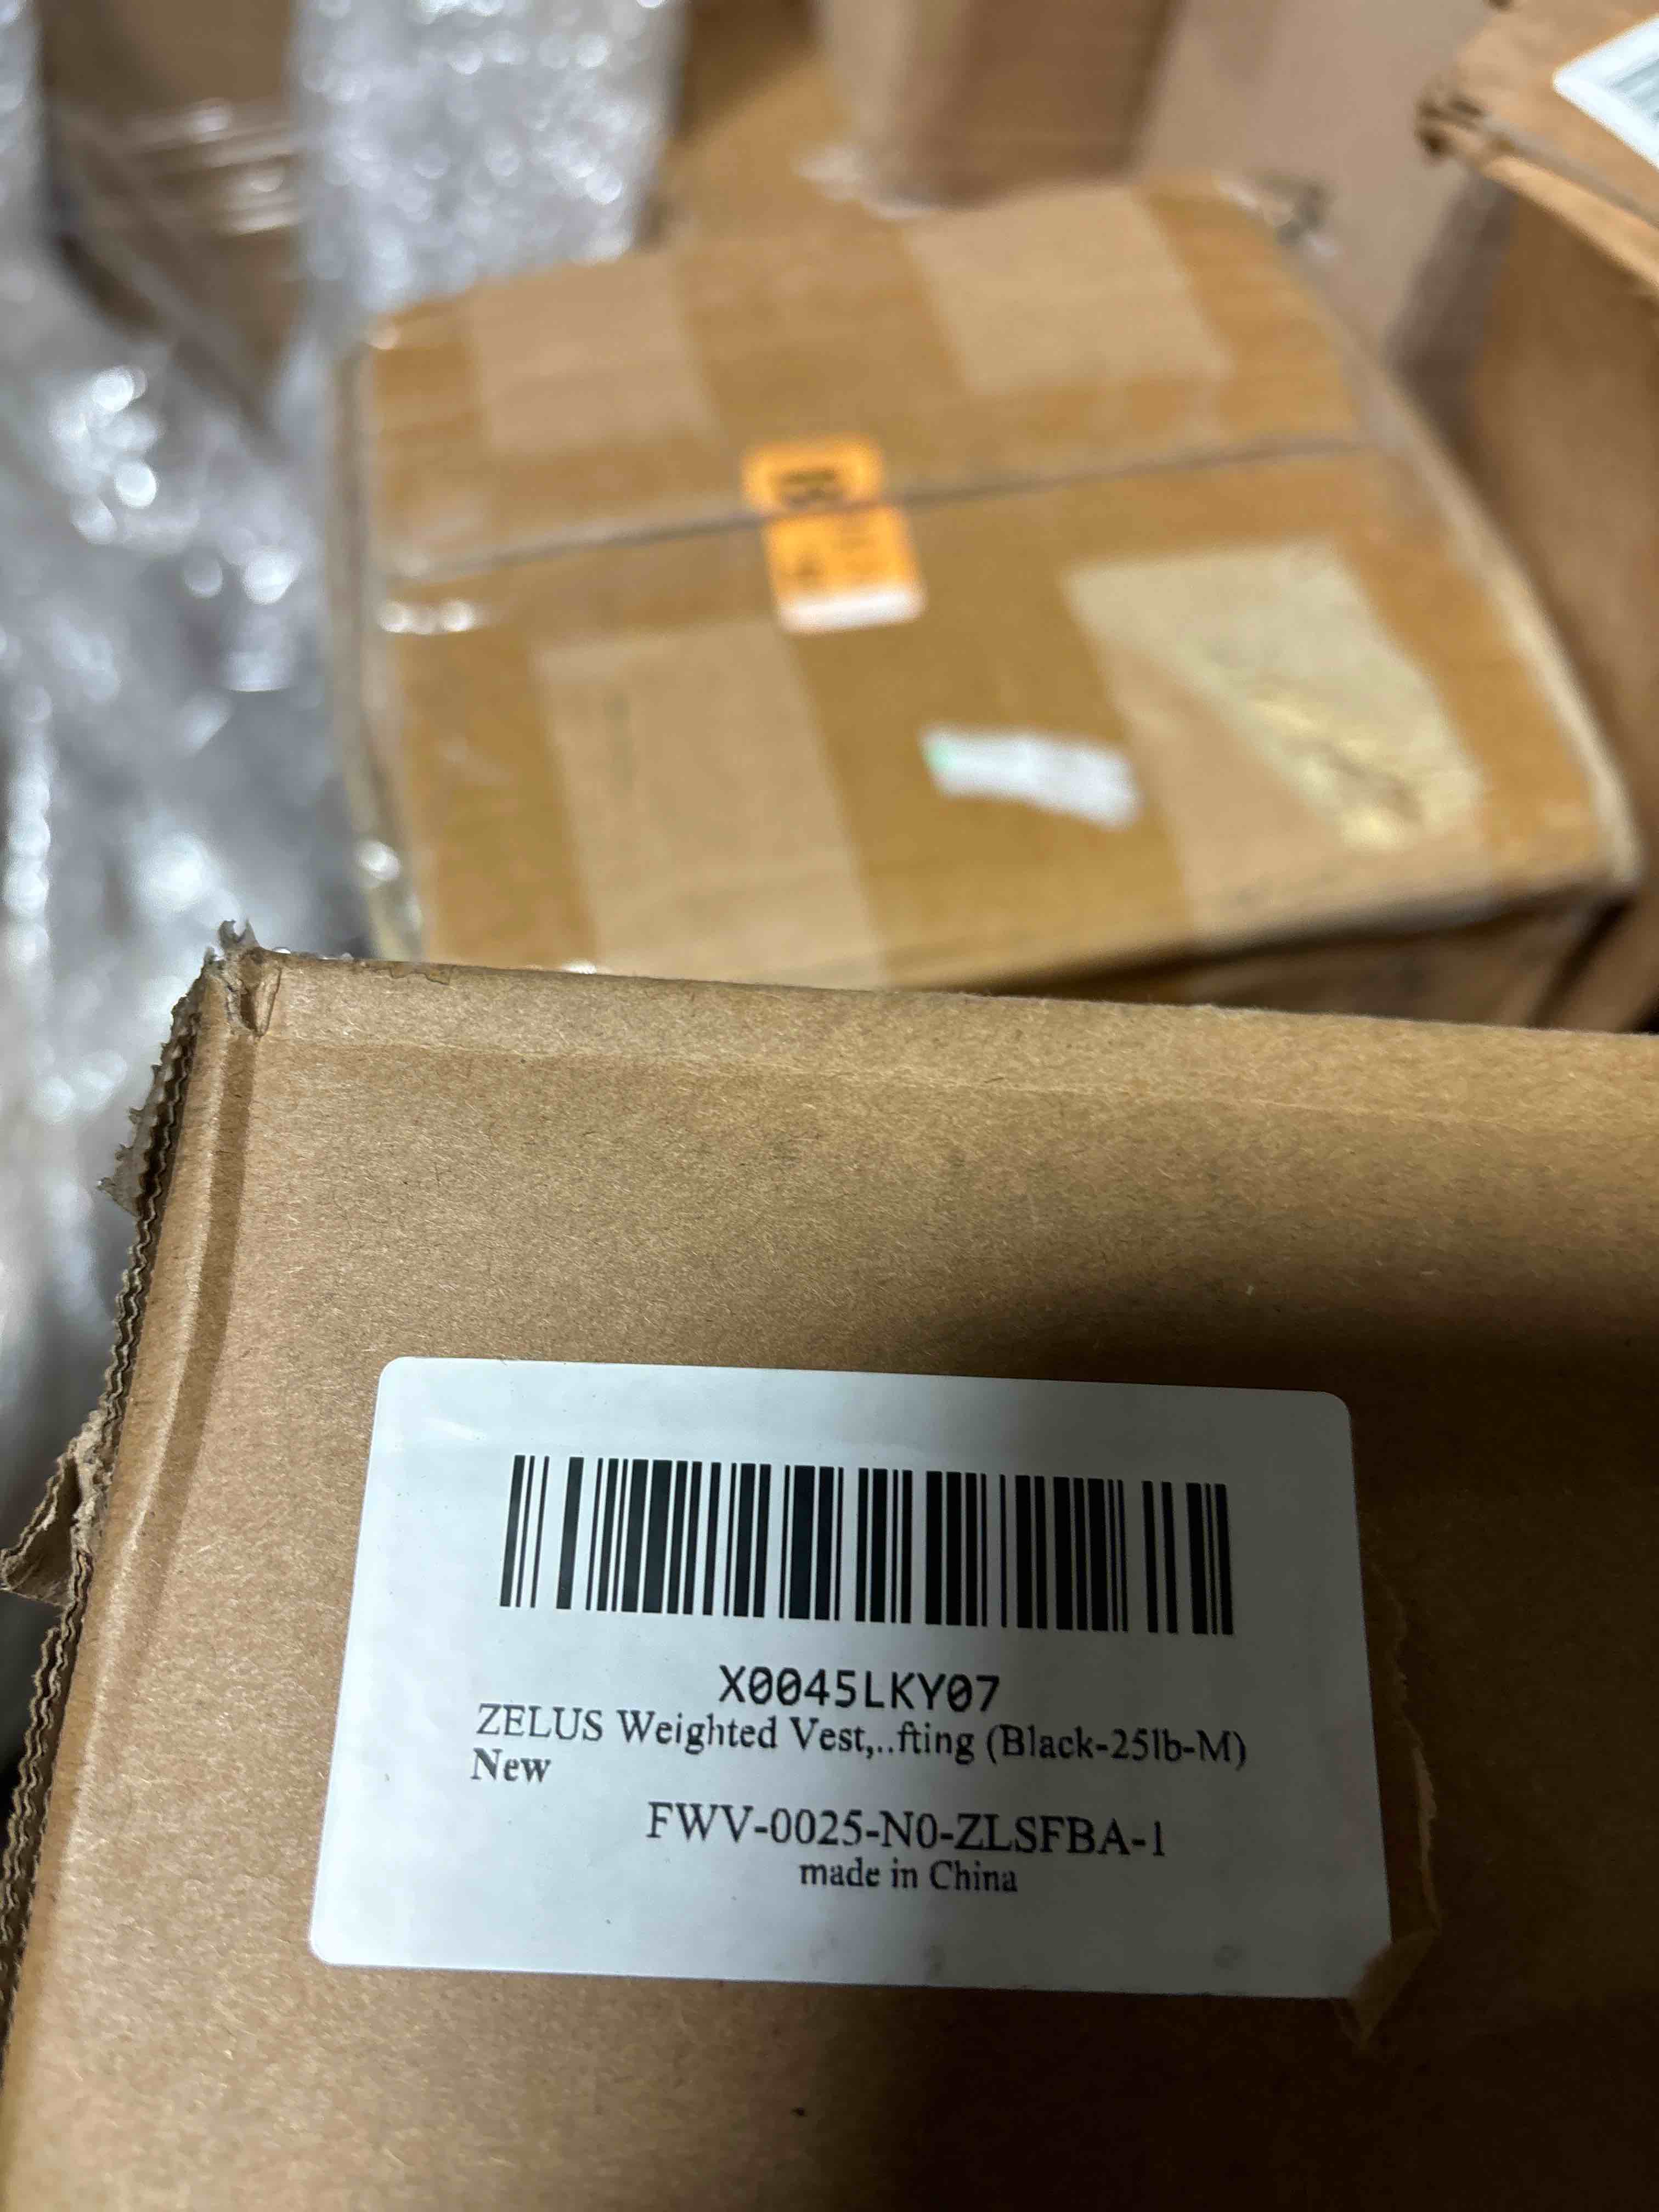 X0045LKY07
ZELUS Weighted Vest,..fting (Black-25lb-M)
New
FWV-0025-N0-ZLSFBA-1
made in China